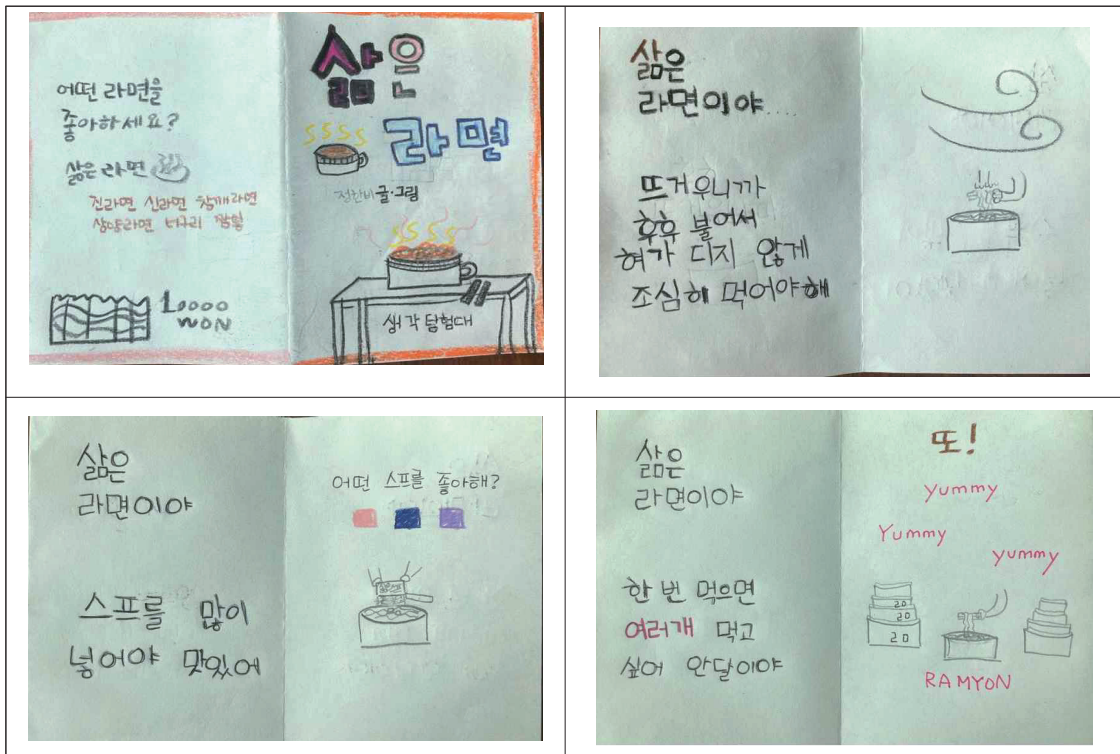 어떤 라면을
좋아하세요?
삶은 라면
진라면 신라면 참깨라면
삼양라면 너구리 짬뽕
10000
WON
삶은
라면
전한비 글·그림
생각탐험대
삶은
라면이야....
뜨거우니까
후후 불어서
혀가 디지 않게
조심해 먹어야해
삶은
라면이야
스프를 많이
넣어야 맛있어
어떤 스프를 좋아해?
삶은
라면이야
한 번 먹으면
여러개 먹고
싶어 안달이야
또!
yummy
Yummy
yummy
20
20
20
RAMYON